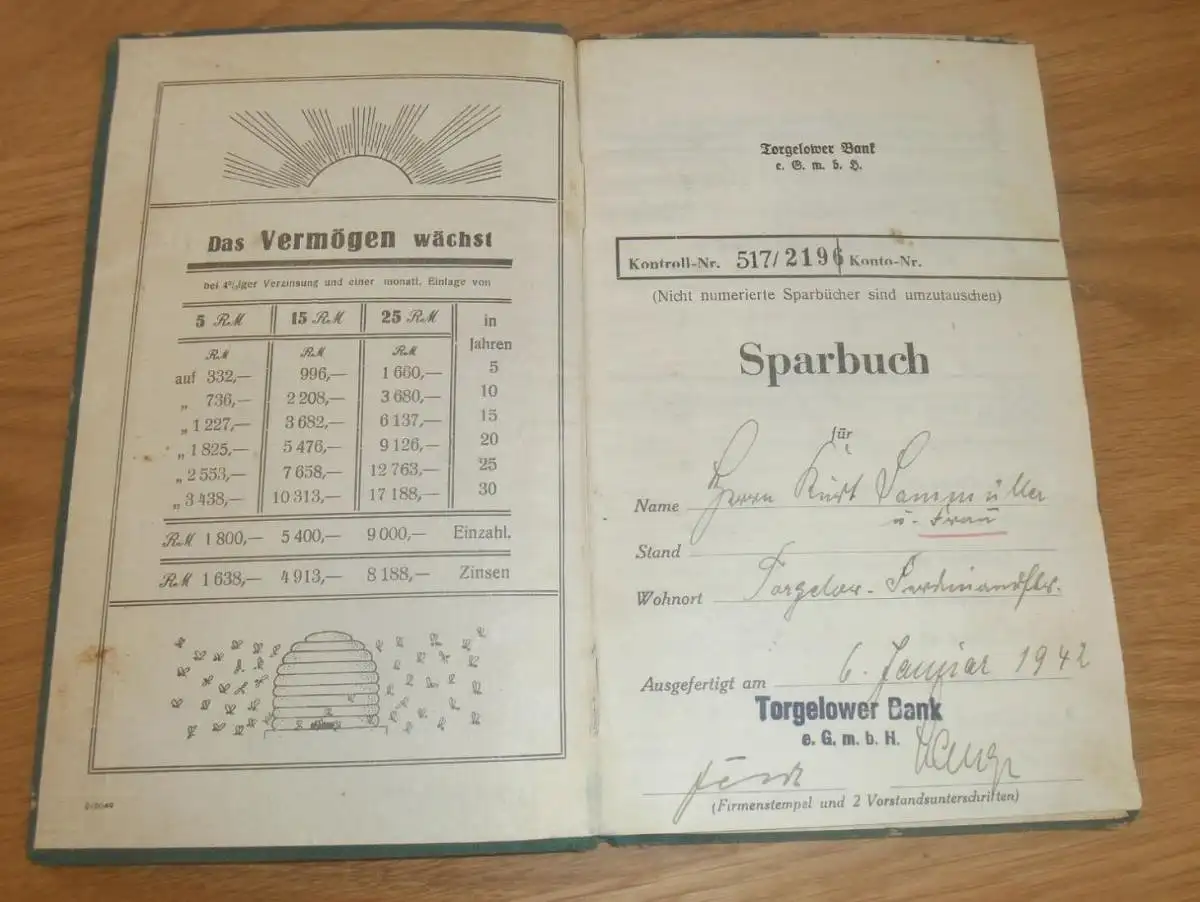 Das Vermögen wächst
bei 4%iger Verzinsung und einer monatl. Einlage von
5 RM 15 RM 25 RM in
Jahren
RM RM RM
auf 332,— 996,— 1 660,— 5
„ 736,— 2 208,— 3 680,— 10
„ 1 227,— 3 682,— 6 137,— 15
„ 1 825,— 5 476,— 9 126,— 20
„ 2 553,— 7 658,— 12 763,— 25
„ 3 438,— 10 313,— 17 188,— 30
RM 1 800,— 5 400,— 9 000,— Einzahl.
RM 1 638,— 4 913,— 8 188,— Zinsen
Torgelower Bank
e. G. m. b. H.
Kontroll-Nr. 517/2196 Konto-Nr.
(Nicht numerierte Sparbücher sind umzutauschen)
Sparbuch
für
Name Herrn Kurt
u. Frau
Stand
Wohnort Torgelow. Ferdinandstr.
Ausgefertigt am 6. Januar 1942
Torgelower Bank
e. G. m. b. H.
(Firmenstempel und 2 Vorstandsunterschriften)